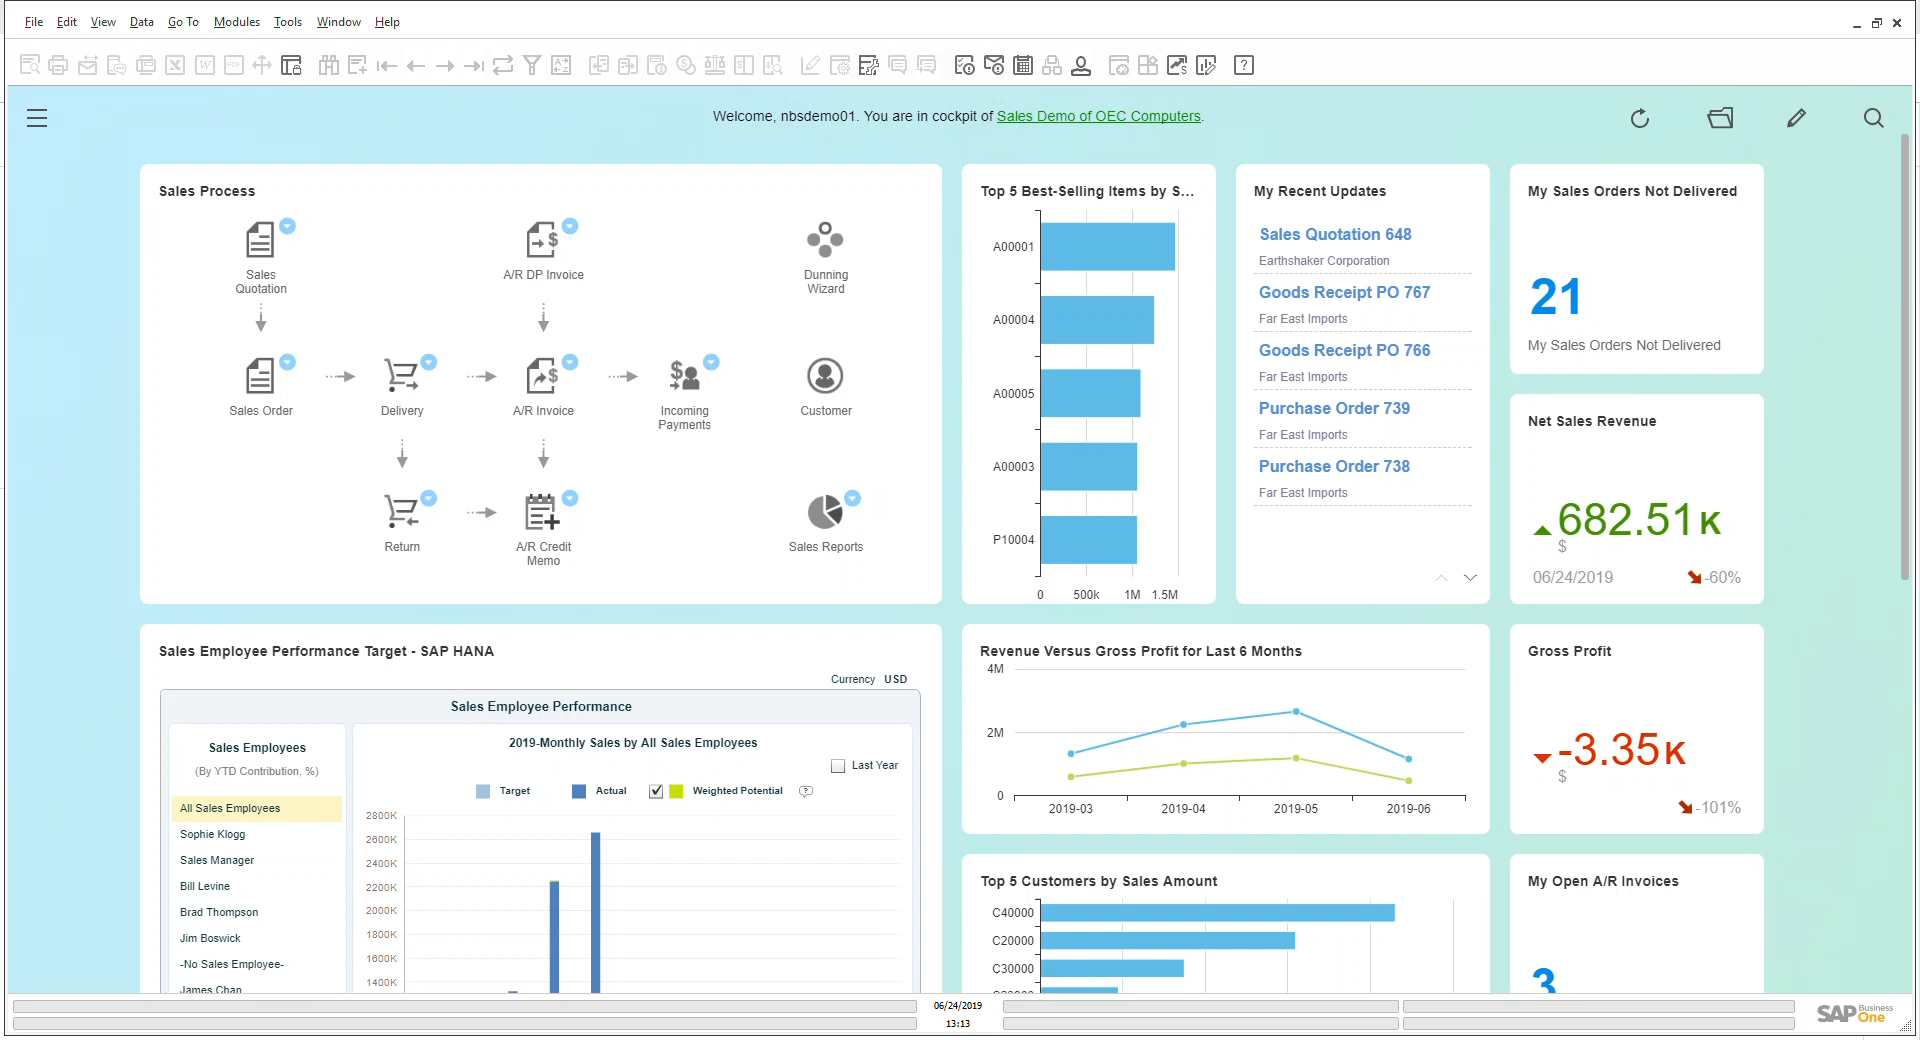 File Edit View Data Go To Modules Tools Window Help
Welcome, nbsdemo01. You are in cockpit of Sales Demo of OEC Computers.
Sales Process
Sales
Quotation
A/R DP Invoice
Dunning
Wizard
Sales Order
Delivery
A/R Invoice
Incoming
Payments
Customer
Return
A/R Credit
Memo
Sales Reports
Top 5 Best-Selling Items by S...
A00001
A00004
A00005
A00003
P10004
0 500k 1M 1.5M
My Recent Updates
Sales Quotation 648
Earthshaker Corporation
Goods Receipt PO 767
Far East Imports
Goods Receipt PO 766
Far East Imports
Purchase Order 739
Far East Imports
Purchase Order 738
Far East Imports
My Sales Orders Not Delivered
21
My Sales Orders Not Delivered
Net Sales Revenue
682.51K
$
06/24/2019 -60%
Sales Employee Performance Target - SAP HANA
Currency USD
Sales Employee Performance
Sales Employees
(By YTD Contribution, %)
All Sales Employees
Sophie Klogg
Sales Manager
Bill Levine
Brad Thompson
Jim Boswick
-No Sales Employee-
James Chan
2019-Monthly Sales by All Sales Employees
Last Year
Target Actual Weighted Potential
2800K
2600K
2400K
2200K
2000K
1800K
1600K
1400K
Revenue Versus Gross Profit for Last 6 Months
4M
2M
0
2019-03 2019-04 2019-05 2019-06
Gross Profit
-3.35K
$
-101%
Top 5 Customers by Sales Amount
C40000
C20000
C30000
My Open A/R Invoices
3
06/24/2019
13:13
SAP Business One